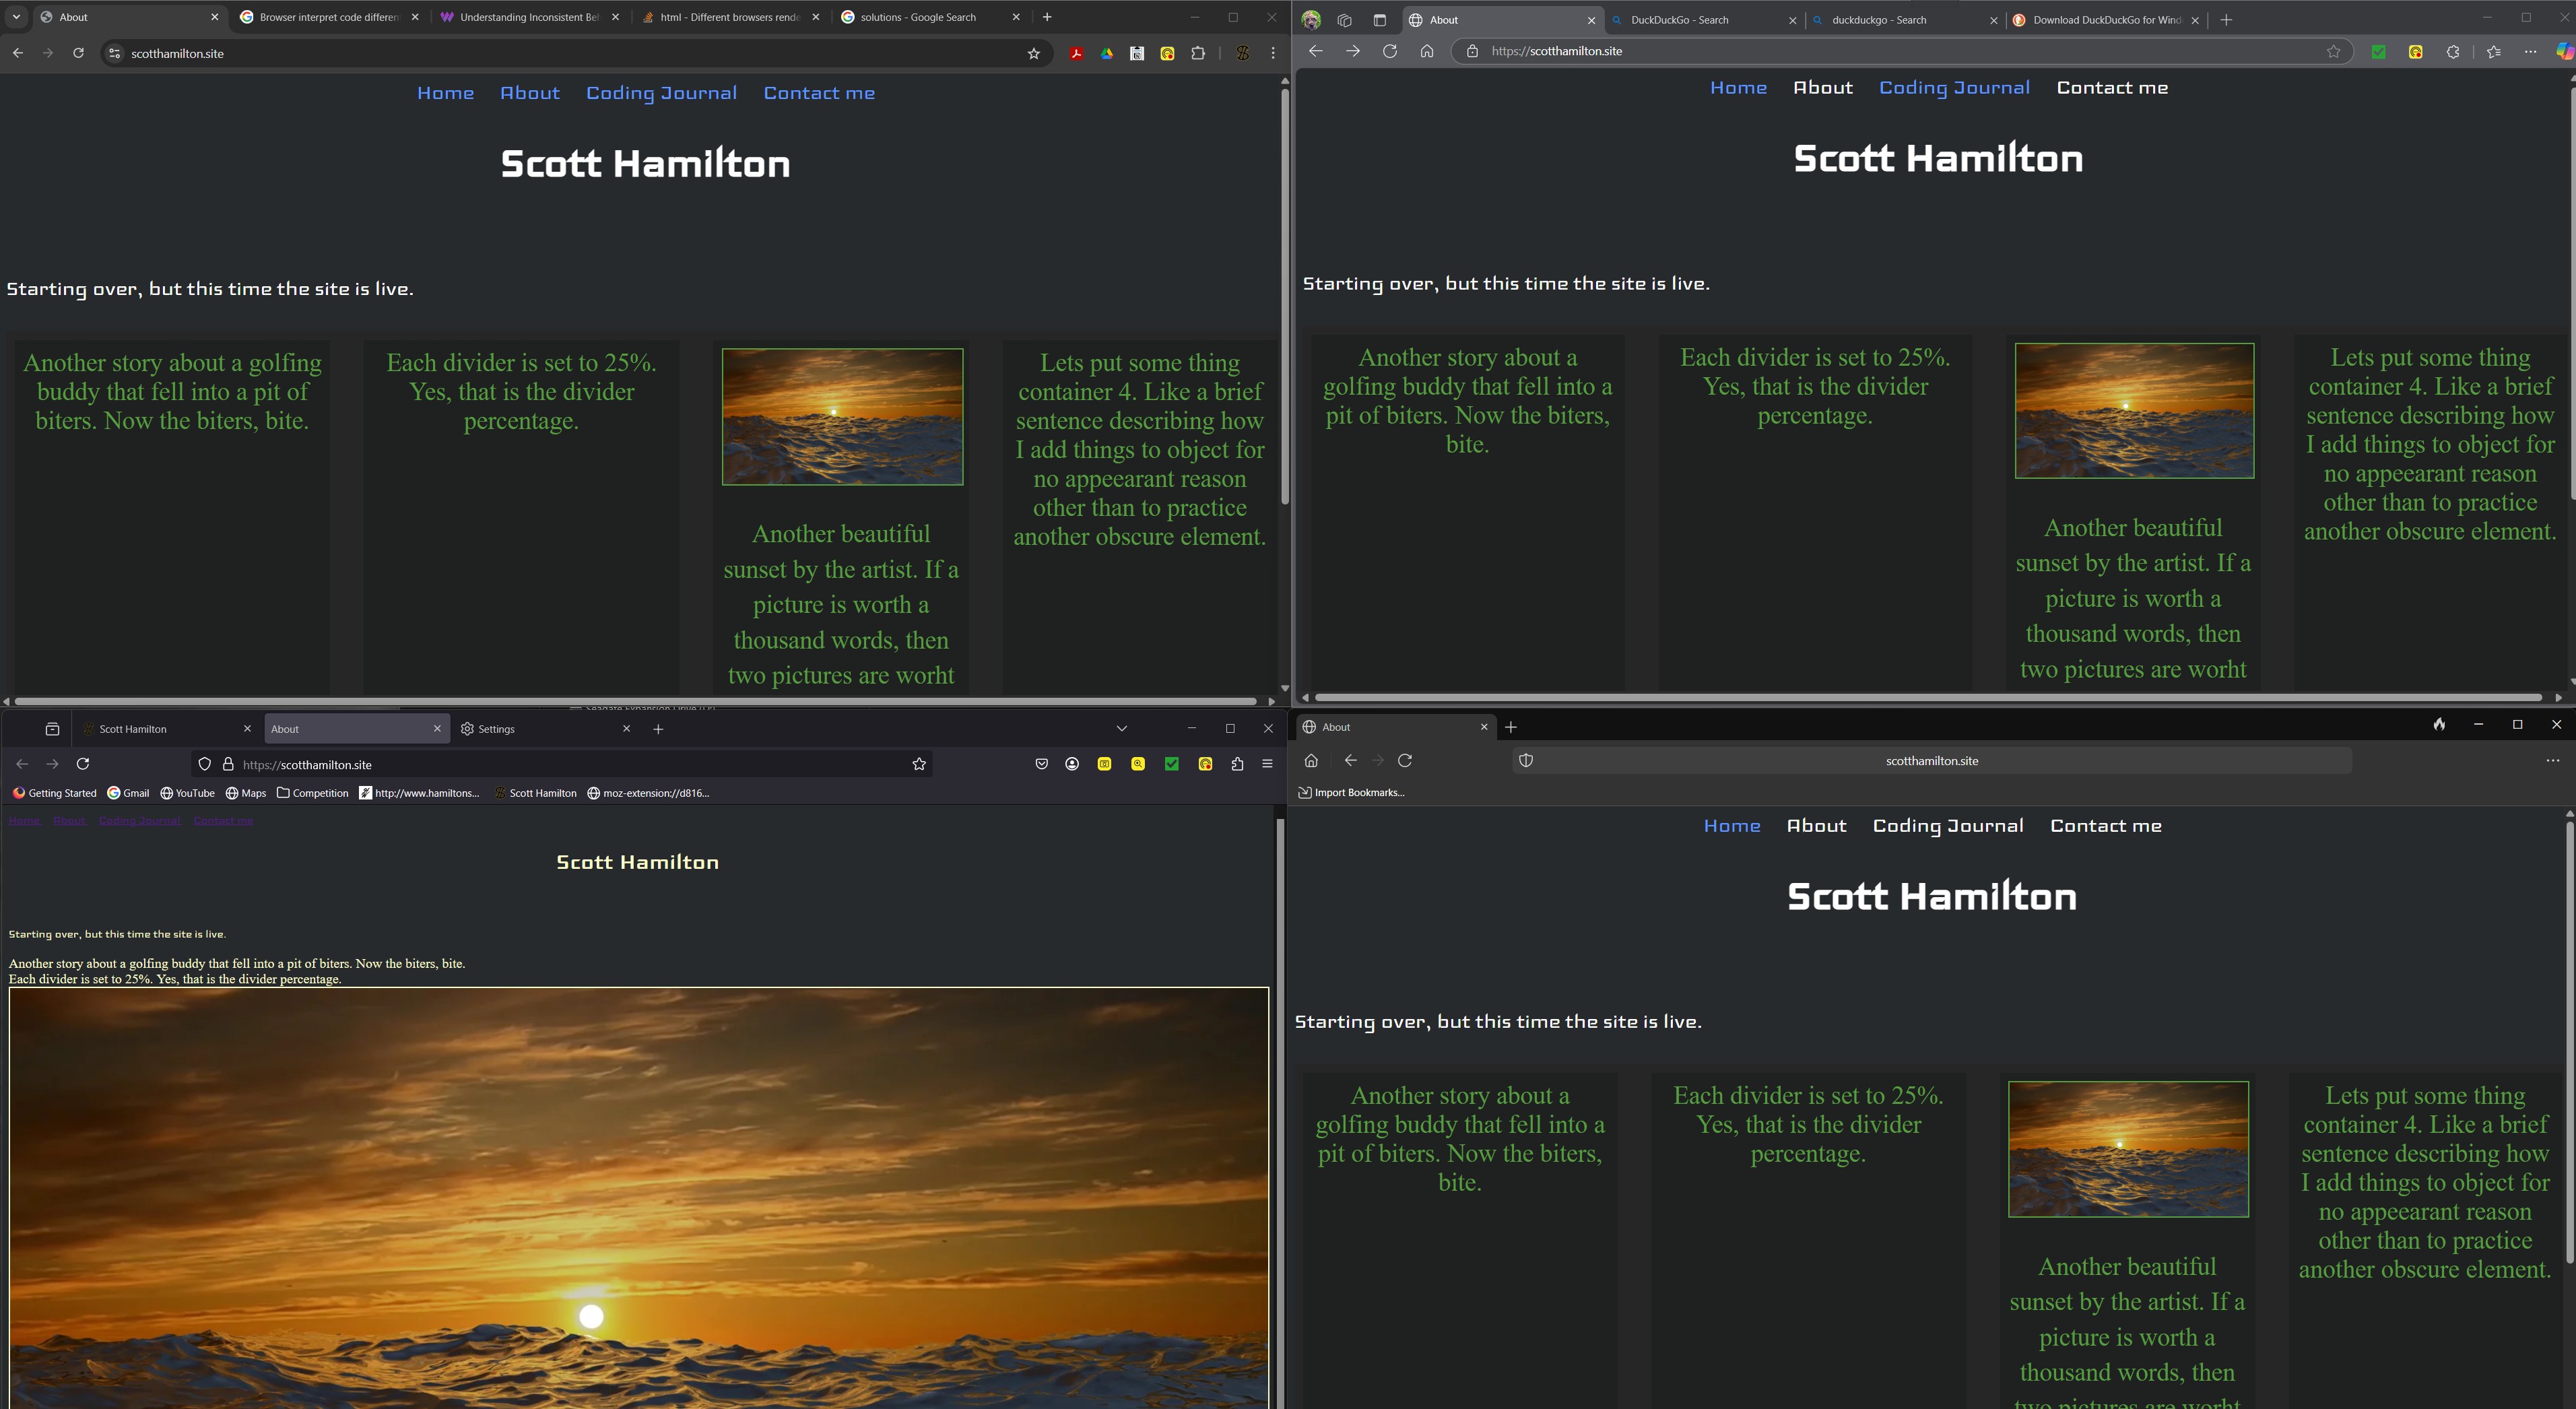 About
Browser interpret code different
Understanding Inconsistent Bel
html - Different browsers rende
solutions - Google Search
scotthamilton.site
Home About Coding Journal Contact me
Scott Hamilton
Starting over, but this time the site is live.
Another story about a golfing
buddy that fell into a pit of
biters. Now the biters, bite.
Each divider is set to 25%.
Yes, that is the divider
percentage.
Another beautiful
sunset by the artist. If a
picture is worth a
thousand words, then
two pictures are worht
Lets put some thing
container 4. Like a brief
sentence describing how
I add things to object for
no appeearant reason
other than to practice
another obscure element.
About
DuckDuckGo - Search
duckduckgo - Search
Download DuckDuckGo for Wind
https://scotthamilton.site
Home About Coding Journal Contact me
Scott Hamilton
Starting over, but this time the site is live.
Another story about a
golfing buddy that fell into a
pit of biters. Now the biters,
bite.
Each divider is set to 25%.
Yes, that is the divider
percentage.
Another beautiful
sunset by the artist. If a
picture is worth a
thousand words, then
two pictures are worht
Lets put some thing
container 4. Like a brief
sentence describing how
I add things to object for
no appeearant reason
other than to practice
another obscure element.
Scott Hamilton
About
Settings
https://scotthamilton.site
Getting Started Gmail YouTube Maps Competition http://www.hamiltons... Scott Hamilton moz-extension://d816...
Home About Coding Journal Contact me
Scott Hamilton
Starting over, but this time the site is live.
Another story about a golfing buddy that fell into a pit of biters. Now the biters, bite.
Each divider is set to 25%. Yes, that is the divider percentage.
About
scotthamilton.site
Import Bookmarks...
Home About Coding Journal Contact me
Scott Hamilton
Starting over, but this time the site is live.
Another story about a
golfing buddy that fell into a
pit of biters. Now the biters,
bite.
Each divider is set to 25%.
Yes, that is the divider
percentage.
Another beautiful
sunset by the artist. If a
picture is worth a
thousand words, then
two pictures are worht
Lets put some thing
container 4. Like a brief
sentence describing how
I add things to object for
no appeearant reason
other than to practice
another obscure element.